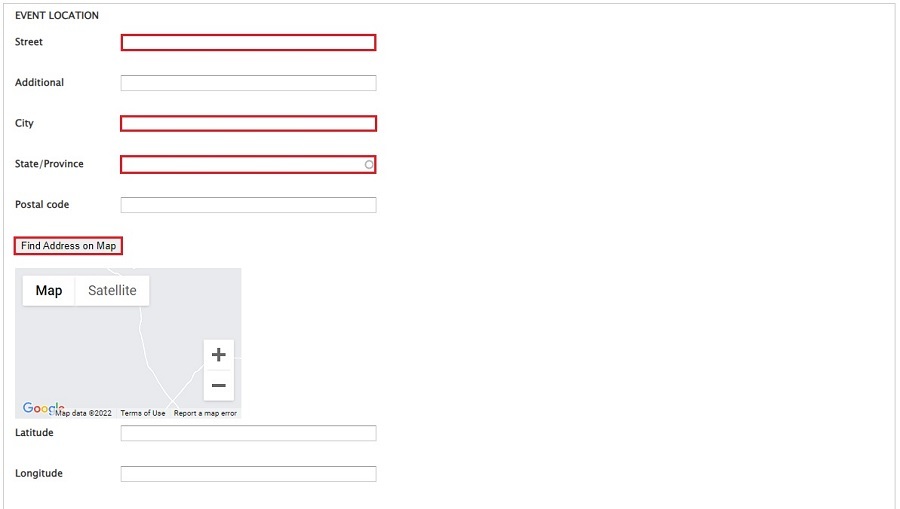 EVENT LOCATION
Street
Additional
City
State/Province
Postal code
Find Address on Map
Map Satellite
+
−
Google Map data ©2022 Terms of Use Report a map error
Latitude
Longitude